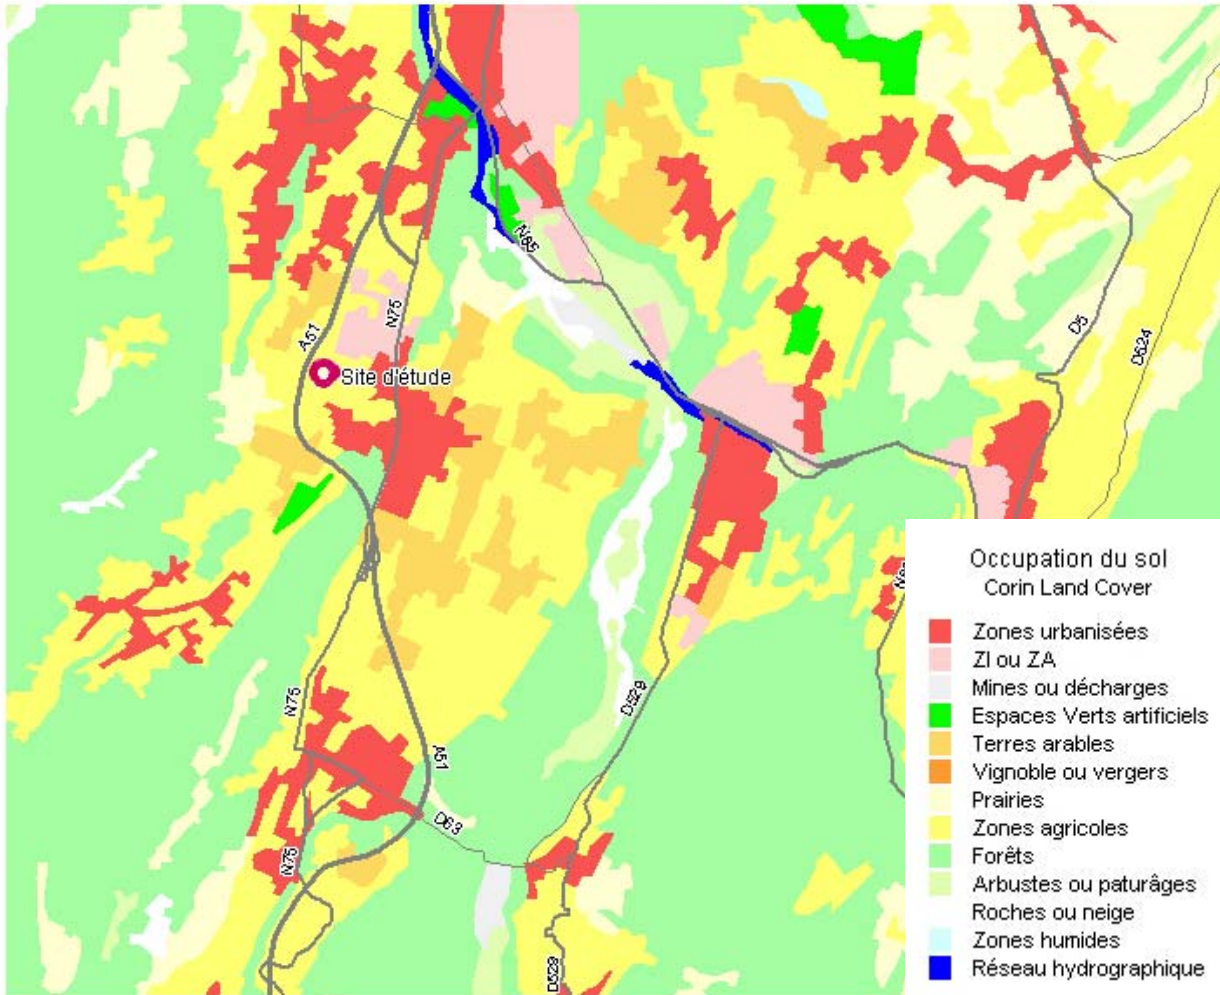 N85
A51
N75
Site d'étude
D5
D524
N75
D529
A51
D63
N75
D529
Occupation du sol
Corin Land Cover
Zones urbanisées
ZI ou ZA
Mines ou décharges
Espaces Verts artificiels
Terres arables
Vignoble ou vergers
Prairies
Zones agricoles
Forêts
Arbustes ou paturâges
Roches ou neige
Zones humides
Réseau hydrographique